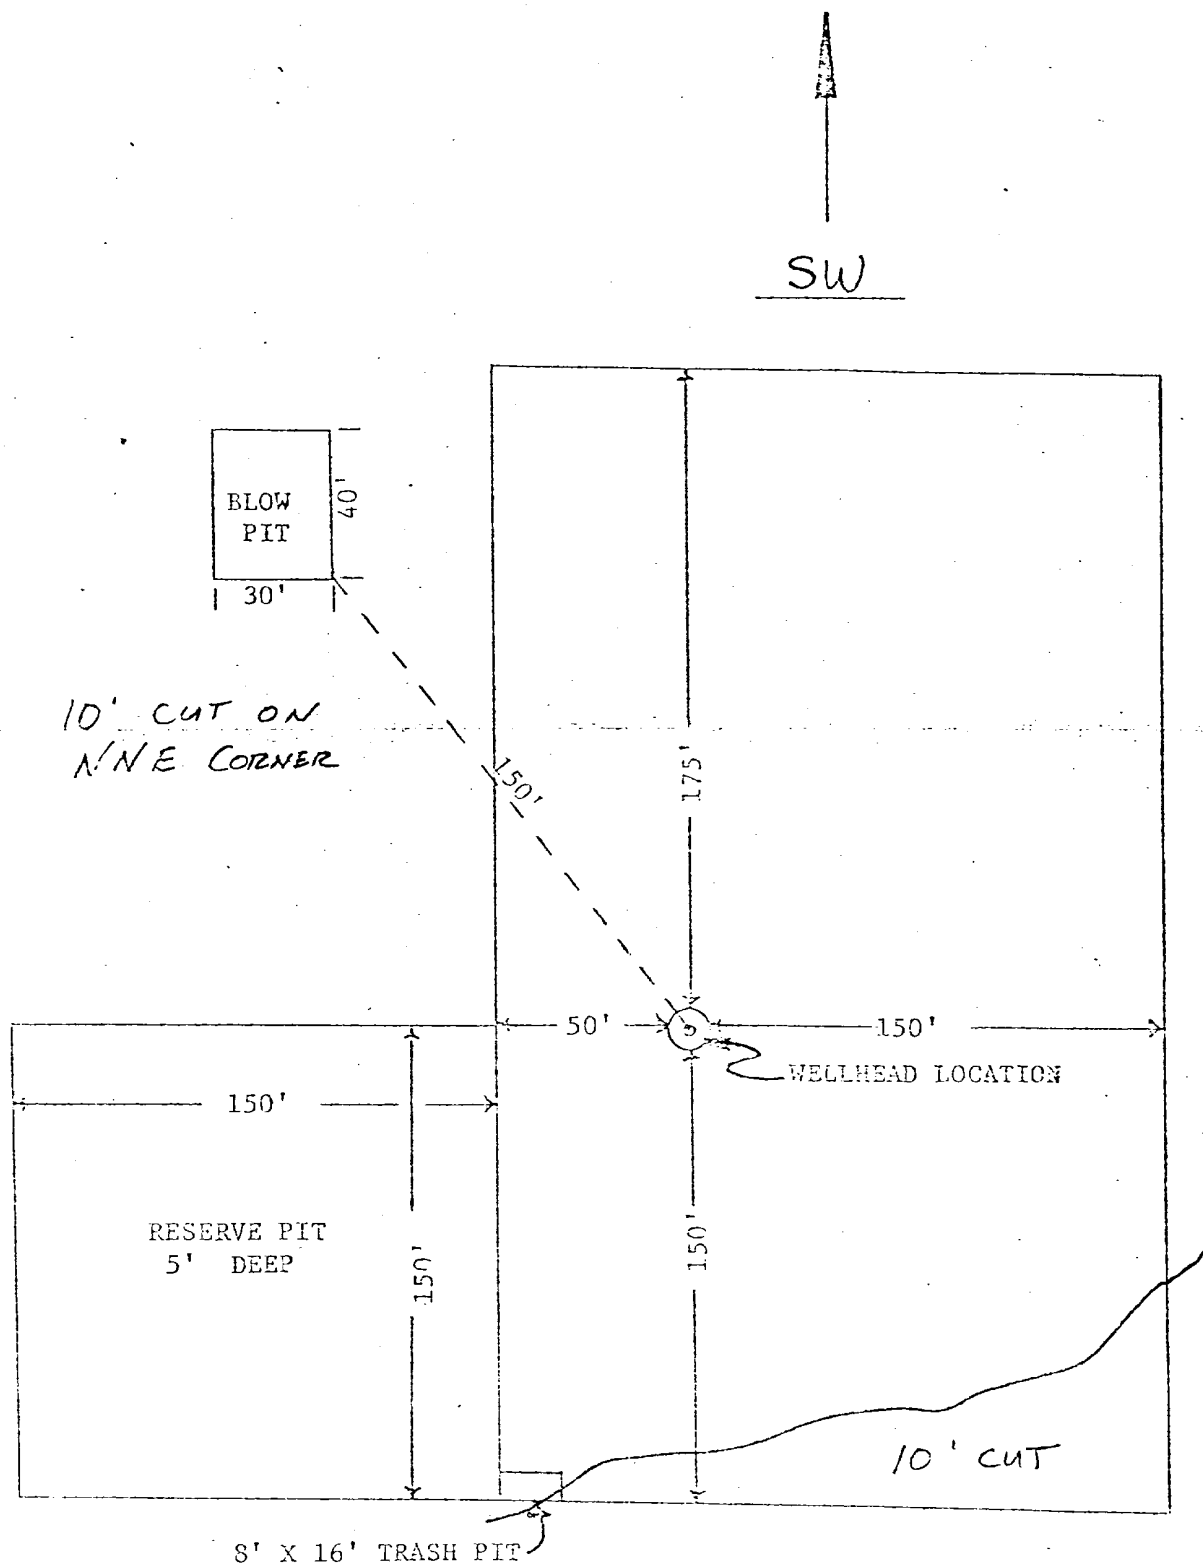 SW
BLOW
PIT
40'
30'
10' CUT ON
NNE CORNER
150'
175'
50'
150'
WELLHEAD LOCATION
150'
RESERVE PIT
5' DEEP
150'
150'
10' CUT
8' X 16' TRASH PIT